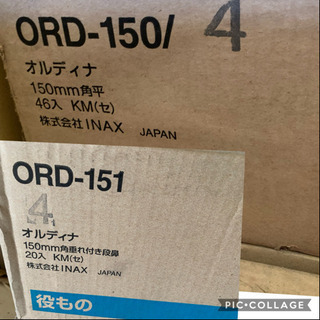 ORD-150/ 4
オルディナ
150mm角平
46入 KM(セ)
株式会社INAX JAPAN
ORD-151
4
オルディナ
150mm角垂れ付き段鼻
20入 KM(セ)
株式会社INAX JAPAN
役もの
PIC•COLLAGE